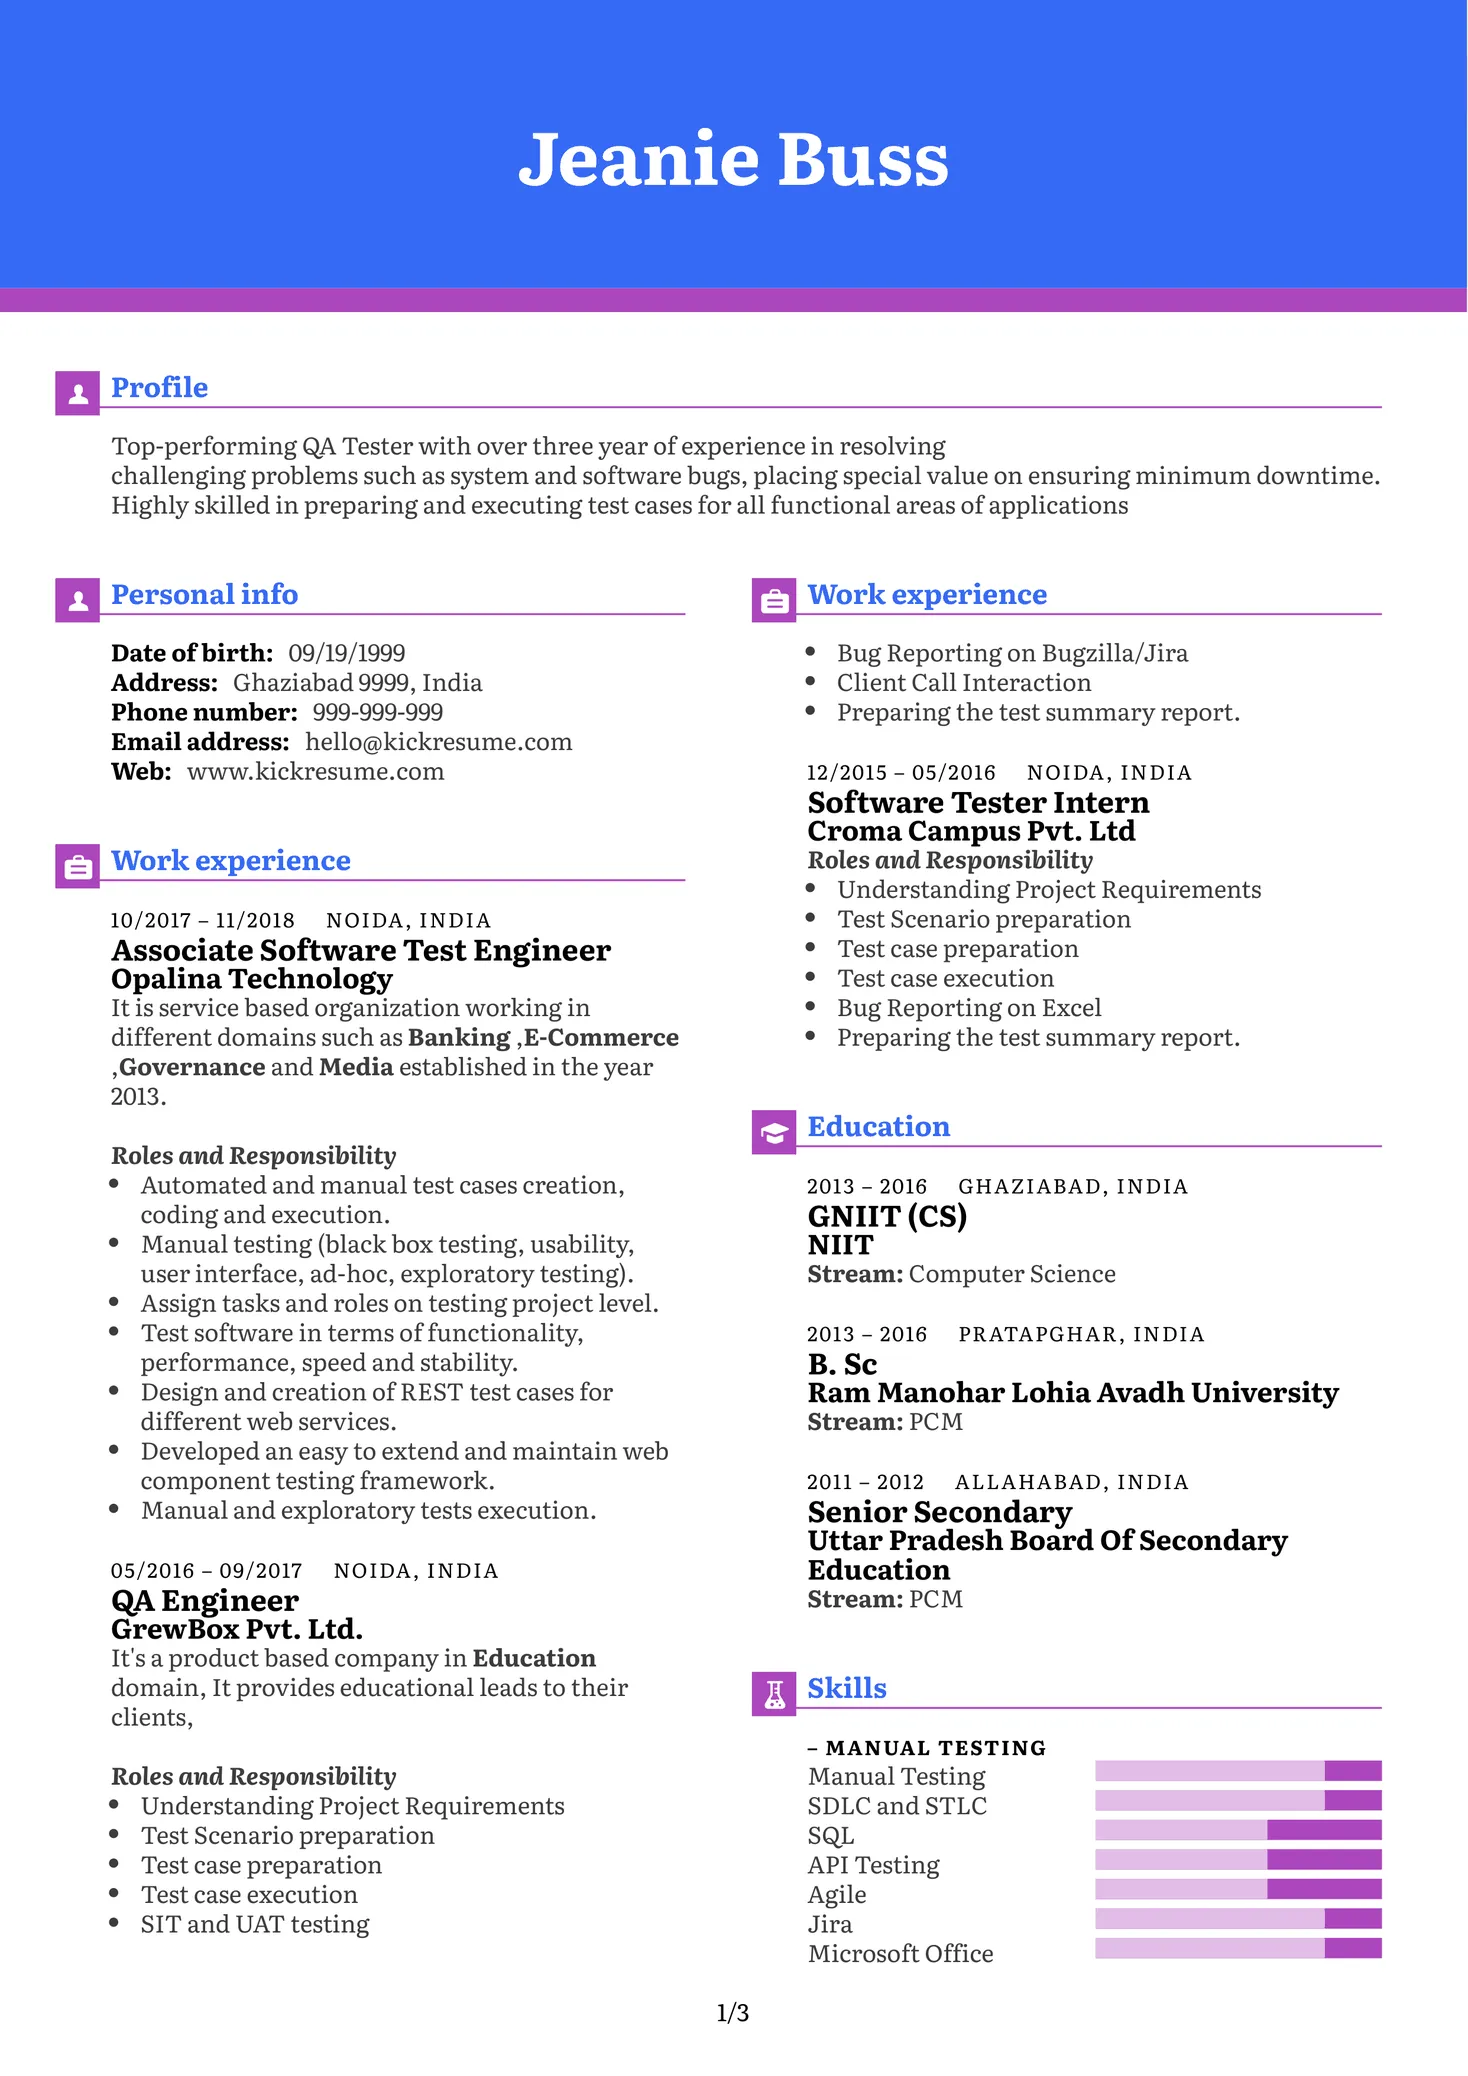 Jeanie Buss
Profile
Top-performing QA Tester with over three year of experience in resolving
challenging problems such as system and software bugs, placing special value on ensuring minimum downtime.
Highly skilled in preparing and executing test cases for all functional areas of applications
Personal info
Date of birth: 09/19/1999
Address: Ghaziabad 9999, India
Phone number: 999-999-999
Email address: hello@kickresume.com
Web: www.kickresume.com
Work experience
10/2017 – 11/2018 NOIDA, INDIA
Associate Software Test Engineer
Opalina Technology
It is service based organization working in
different domains such as Banking ,E-Commerce
,Governance and Media established in the year
2013.
Roles and Responsibility
• Automated and manual test cases creation,
coding and execution.
• Manual testing (black box testing, usability,
user interface, ad-hoc, exploratory testing).
• Assign tasks and roles on testing project level.
• Test software in terms of functionality,
performance, speed and stability.
• Design and creation of REST test cases for
different web services.
• Developed an easy to extend and maintain web
component testing framework.
• Manual and exploratory tests execution.
05/2016 – 09/2017 NOIDA, INDIA
QA Engineer
GrewBox Pvt. Ltd.
It's a product based company in Education
domain, It provides educational leads to their
clients,
Roles and Responsibility
• Understanding Project Requirements
• Test Scenario preparation
• Test case preparation
• Test case execution
• SIT and UAT testing
Work experience
• Bug Reporting on Bugzilla/Jira
• Client Call Interaction
• Preparing the test summary report.
12/2015 – 05/2016 NOIDA, INDIA
Software Tester Intern
Croma Campus Pvt. Ltd
Roles and Responsibility
• Understanding Project Requirements
• Test Scenario preparation
• Test case preparation
• Test case execution
• Bug Reporting on Excel
• Preparing the test summary report.
Education
2013 – 2016 GHAZIABAD, INDIA
GNIIT (CS)
NIIT
Stream: Computer Science
2013 – 2016 PRATAPGHAR, INDIA
B. Sc
Ram Manohar Lohia Avadh University
Stream: PCM
2011 – 2012 ALLAHABAD, INDIA
Senior Secondary
Uttar Pradesh Board Of Secondary
Education
Stream: PCM
Skills
– MANUAL TESTING
Manual Testing
SDLC and STLC
SQL
API Testing
Agile
Jira
Microsoft Office
1/3